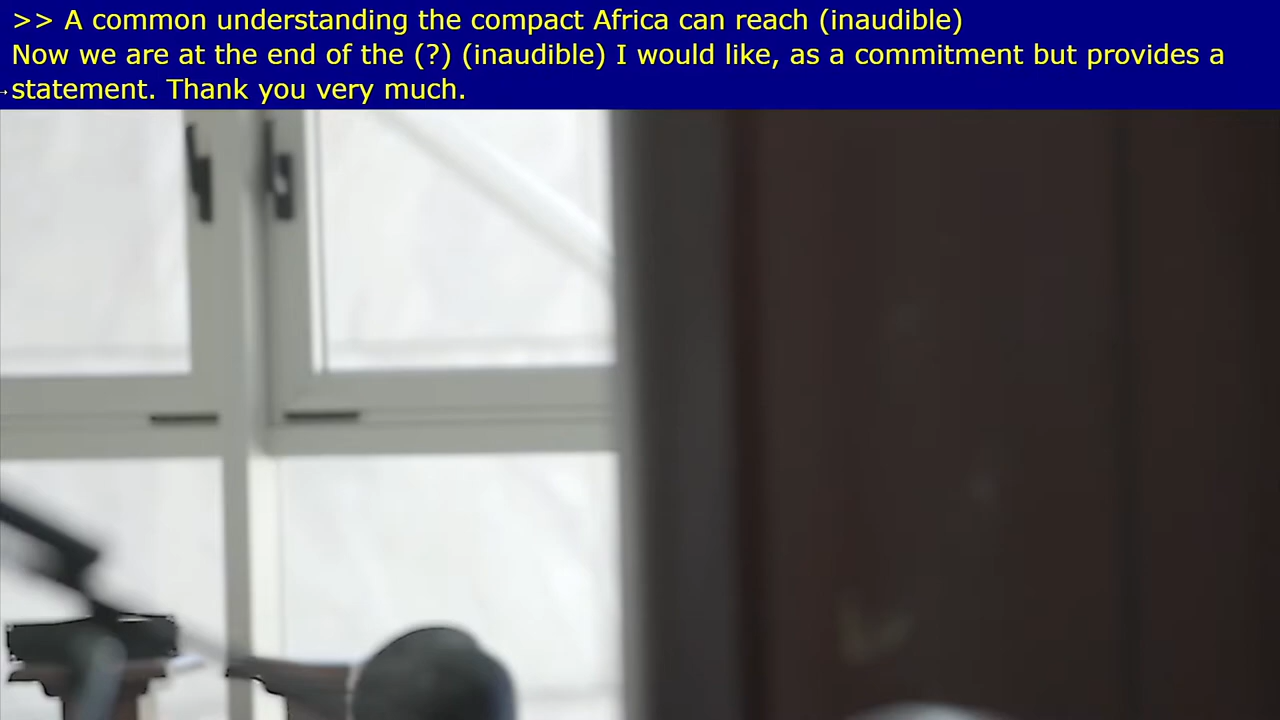 >> A common understanding the compact Africa can reach (inaudible)
Now we are at the end of the (?) (inaudible) I would like, as a commitment but provides a
statement. Thank you very much.